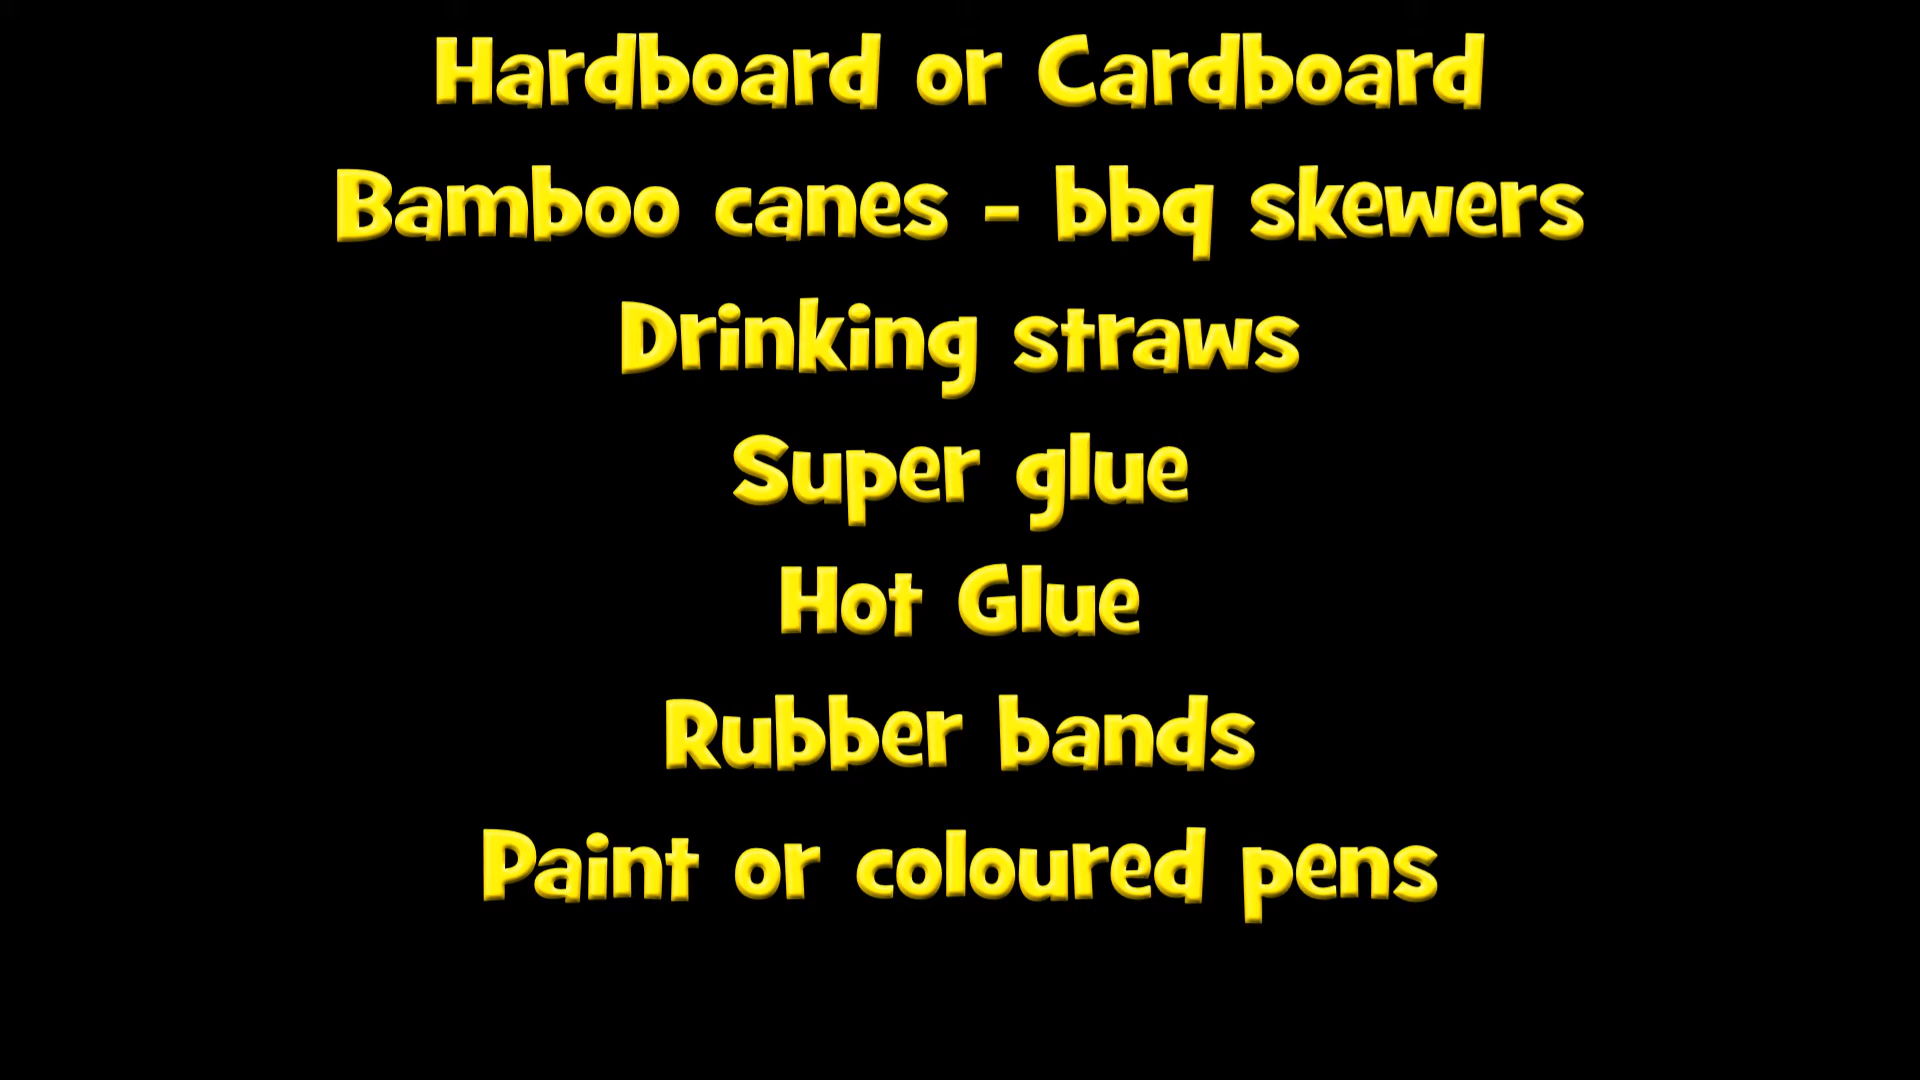 Hardboard or Cardboard
Bamboo canes - bbq skewers
Drinking straws
Super glue
Hot Glue
Rubber bands
Paint or coloured pens